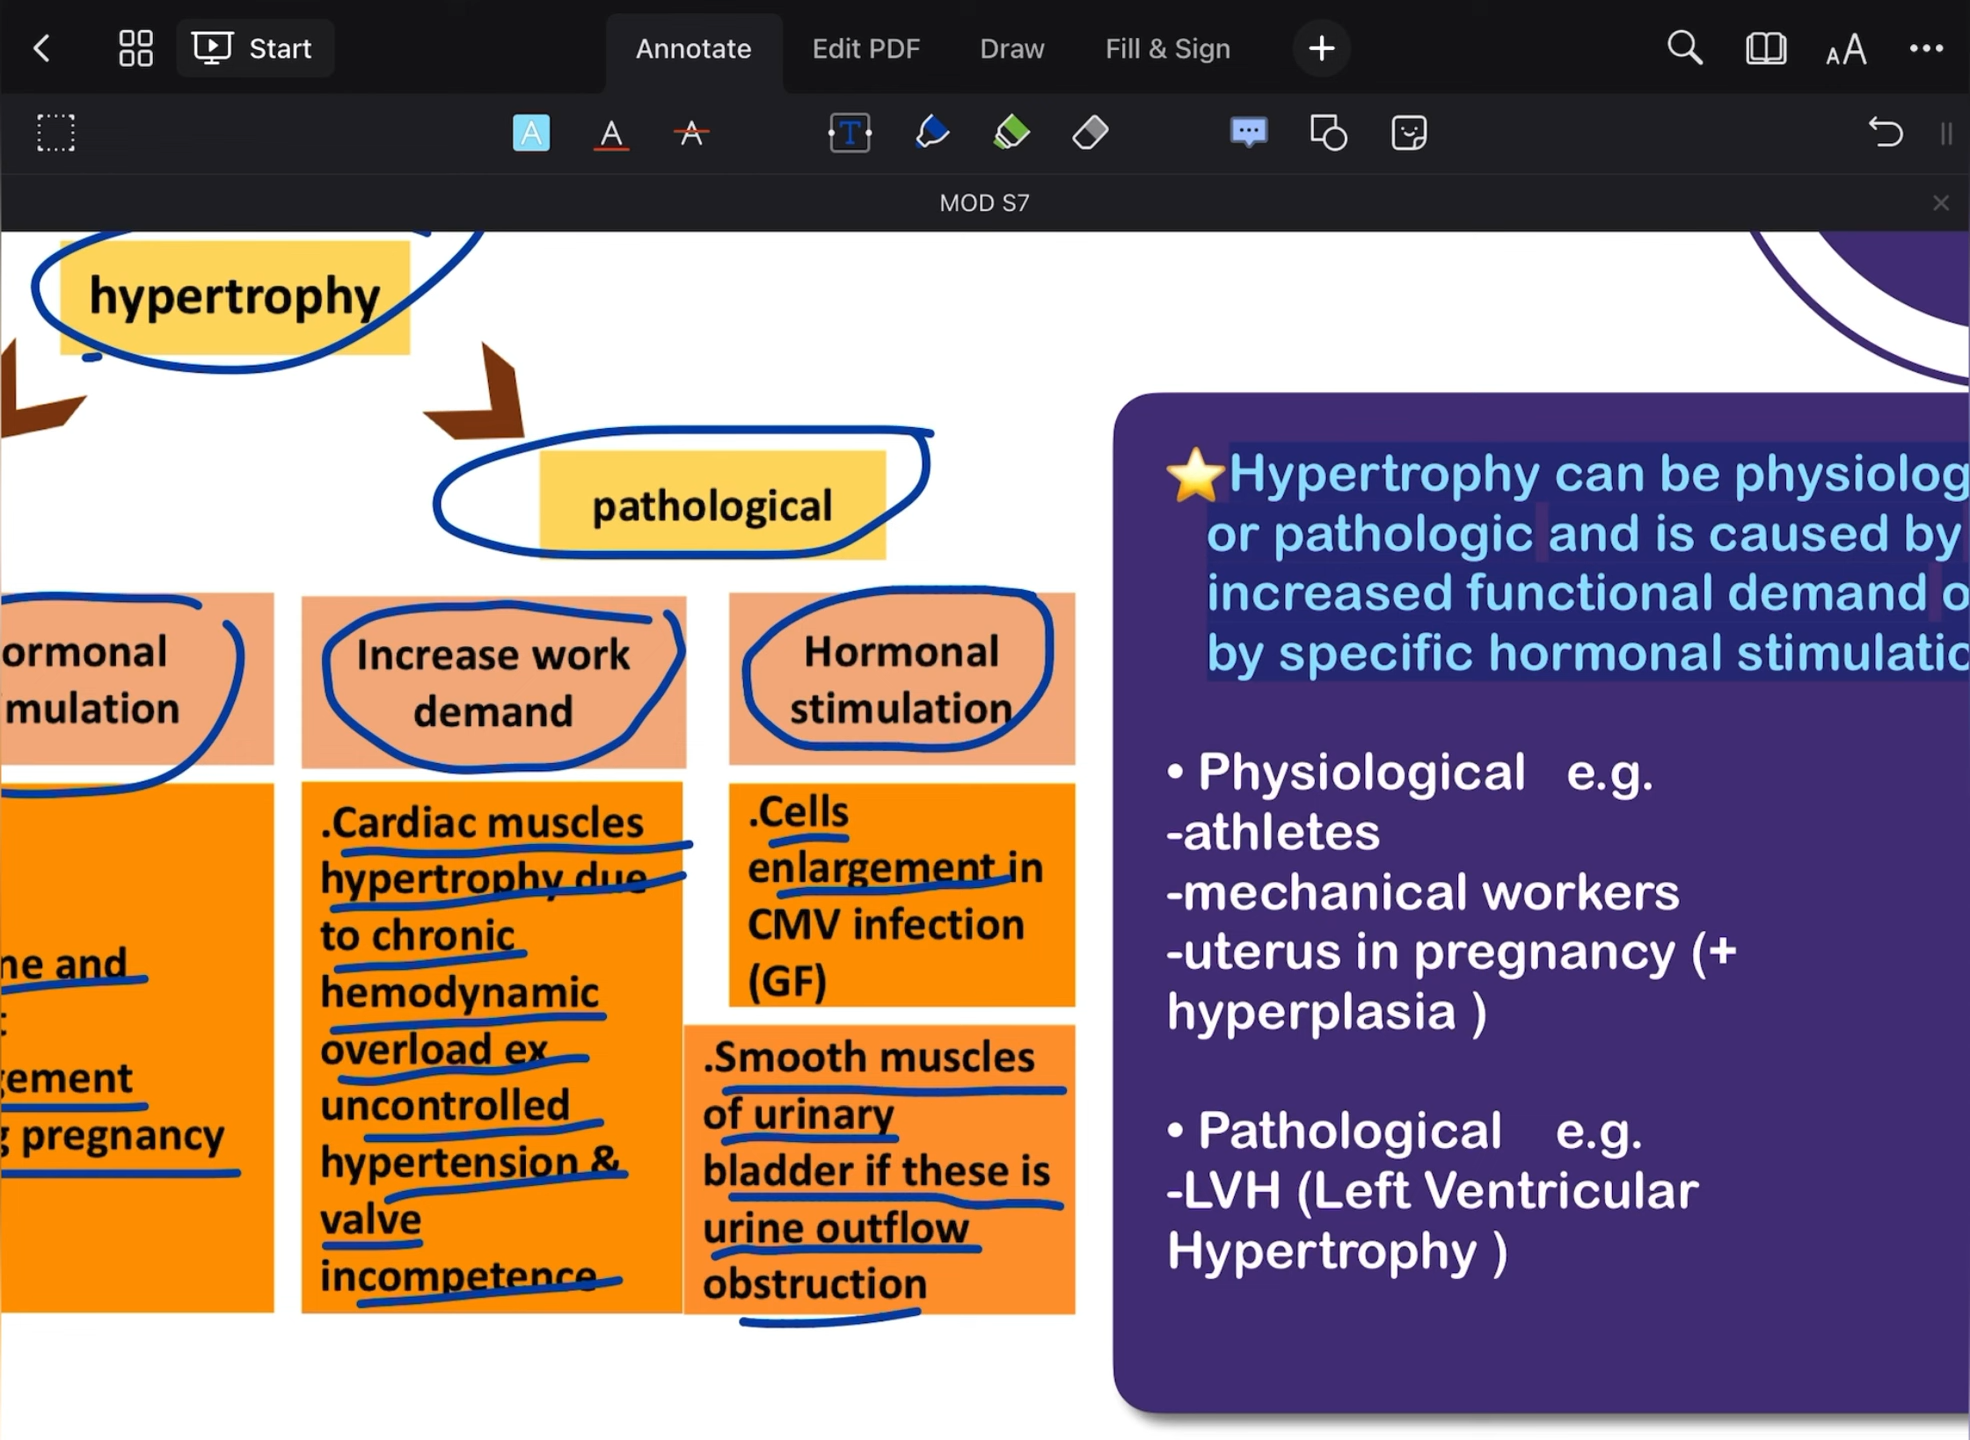 Start
Annotate
Edit PDF
Draw
Fill & Sign
MOD S7
hypertrophy
pathological
ormonal
mulation
Increase work
demand
Hormonal
stimulation
ne and
ement
pregnancy
.Cardiac muscles
hypertrophy due
to chronic
hemodynamic
overload ex
uncontrolled
hypertension &
valve
incompetence
.Cells
enlargement in
CMV infection
(GF)
.Smooth muscles
of urinary
bladder if these is
urine outflow
obstruction
⭐Hypertrophy can be physiolog
or pathologic and is caused by
increased functional demand o
by specific hormonal stimulatio
• Physiological e.g.
-athletes
-mechanical workers
-uterus in pregnancy (+
hyperplasia )
• Pathological e.g.
-LVH (Left Ventricular
Hypertrophy )